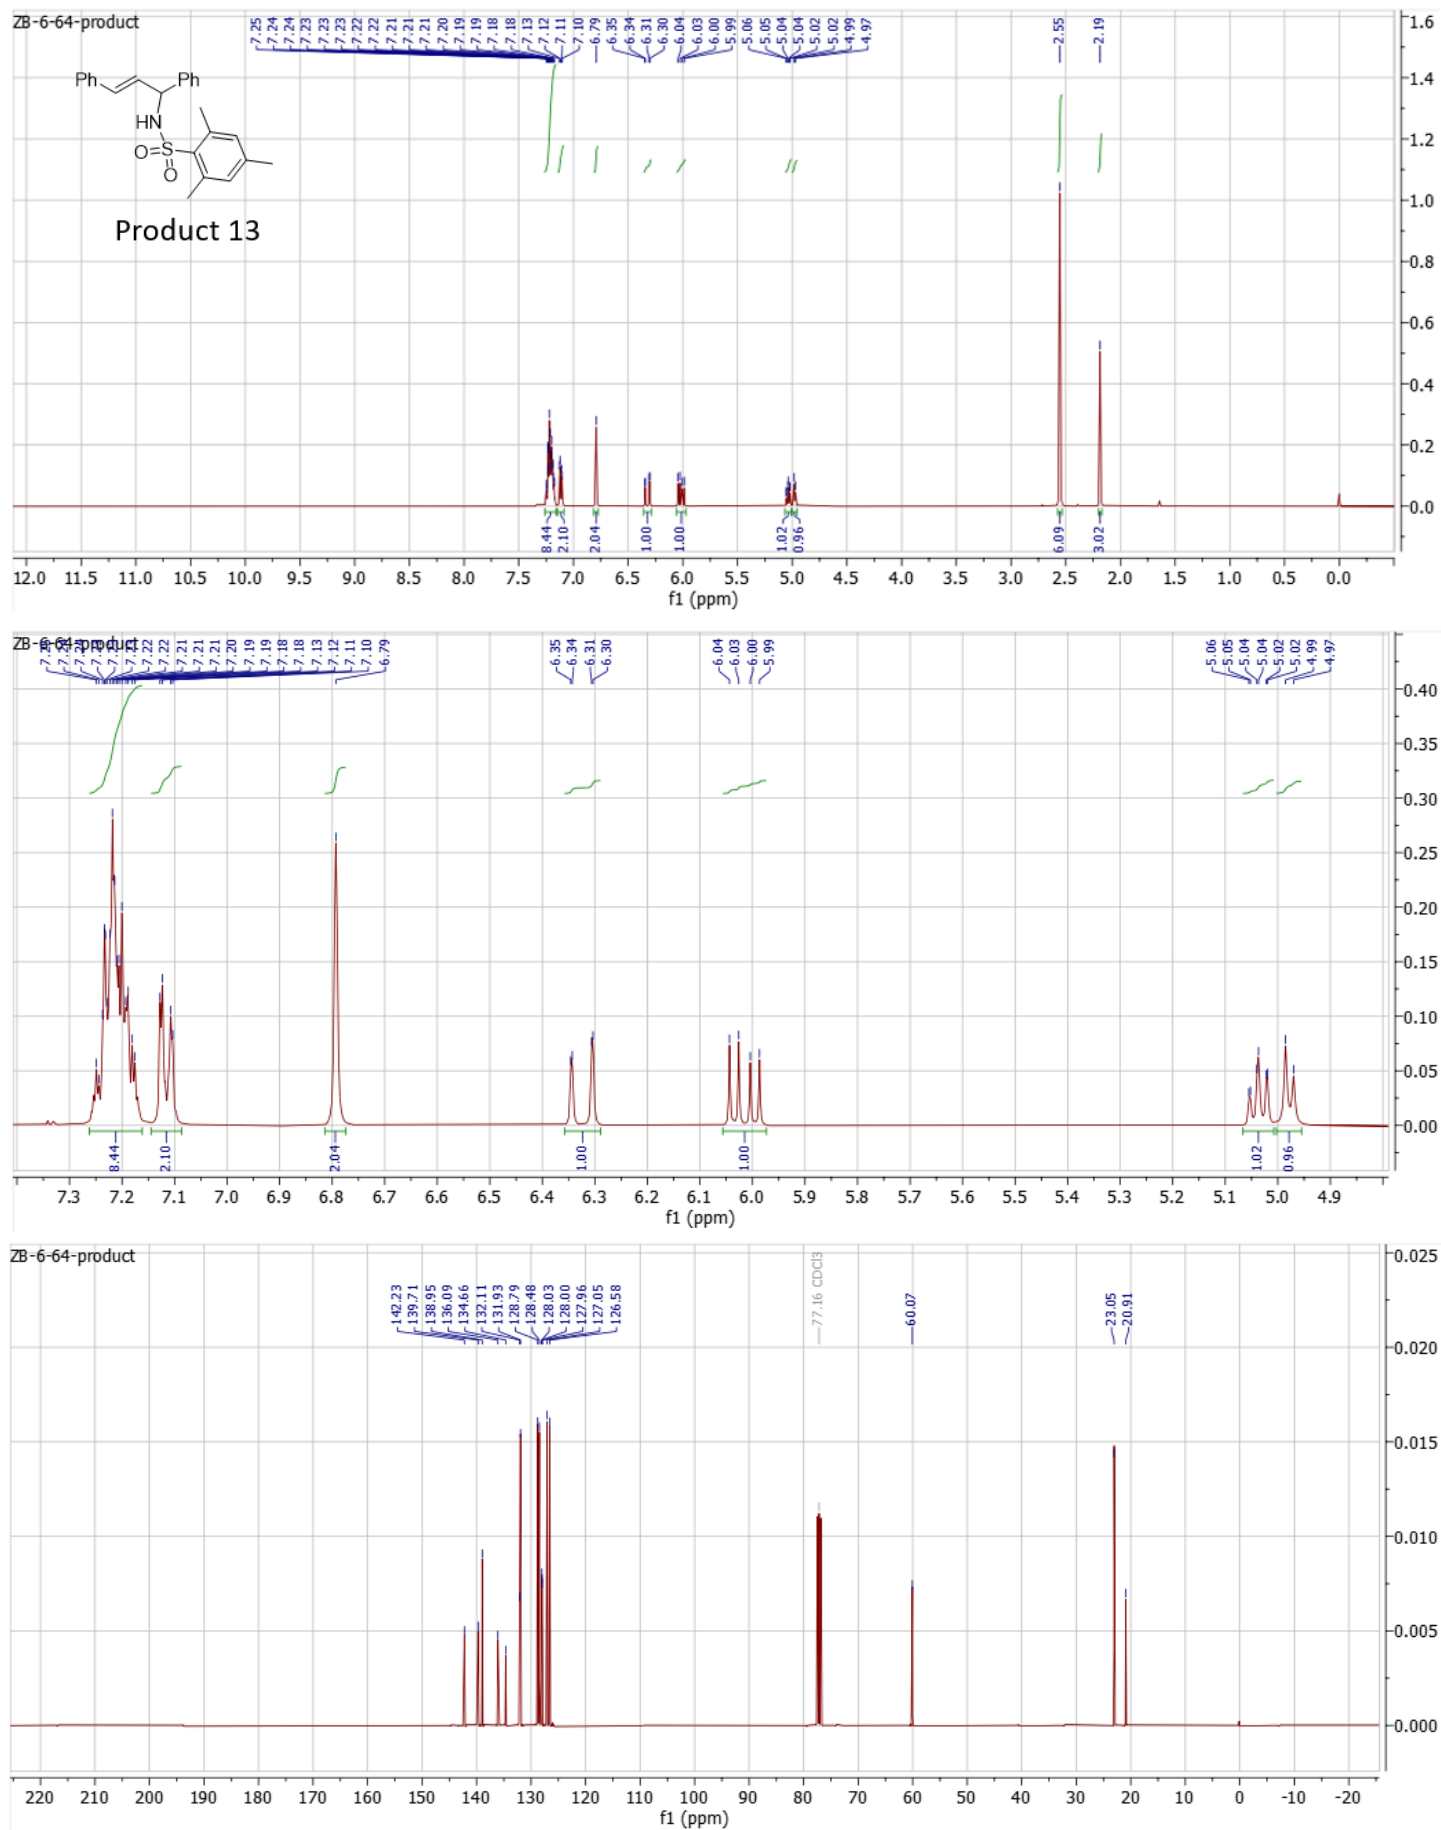 ZB-6-64-product
7.25 7.24 7.24 7.23 7.23 7.23 7.22 7.22 7.21 7.21 7.21 7.20 7.19 7.19 7.18 7.18 7.13 7.12 7.11 7.10 6.79 6.35 6.34 6.31 6.30 6.04 6.03 6.00 5.99 5.06 5.05 5.04 5.04 5.02 5.02 4.99 4.97 2.55 2.19
Ph Ph
HN
O=S
O
Product 13
1.6
1.4
1.2
1.0
0.8
0.6
0.4
0.2
0.0
8.44 2.10 2.04 1.00 1.00 1.02 0.96 6.09 3.02
12.0 11.5 11.0 10.5 10.0 9.5 9.0 8.5 8.0 7.5 7.0 6.5 6.0 5.5 5.0 4.5 4.0 3.5 3.0 2.5 2.0 1.5 1.0 0.5 0.0
f1 (ppm)
ZB-6-64-product
7.22 7.22 7.21 7.21 7.21 7.20 7.19 7.19 7.18 7.18 7.13 7.12 7.11 7.10 6.79 6.35 6.34 6.31 6.30 6.04 6.03 6.00 5.99 5.06 5.05 5.04 5.04 5.02 5.02 4.99 4.97
0.40
0.35
0.30
0.25
0.20
0.15
0.10
0.05
0.00
8.44 2.10 2.04 1.00 1.00 1.02 0.96
7.3 7.2 7.1 7.0 6.9 6.8 6.7 6.6 6.5 6.4 6.3 6.2 6.1 6.0 5.9 5.8 5.7 5.6 5.5 5.4 5.3 5.2 5.1 5.0 4.9
f1 (ppm)
ZB-6-64-product
142.23 139.71 138.95 136.09 134.66 132.11 131.93 128.79 128.48 128.03 128.00 127.96 127.05 126.58 77.16 CDCl3 60.07 23.05 20.91
0.025
0.020
0.015
0.010
0.005
0.000
220 210 200 190 180 170 160 150 140 130 120 110 100 90 80 70 60 50 40 30 20 10 0 -10 -20
f1 (ppm)